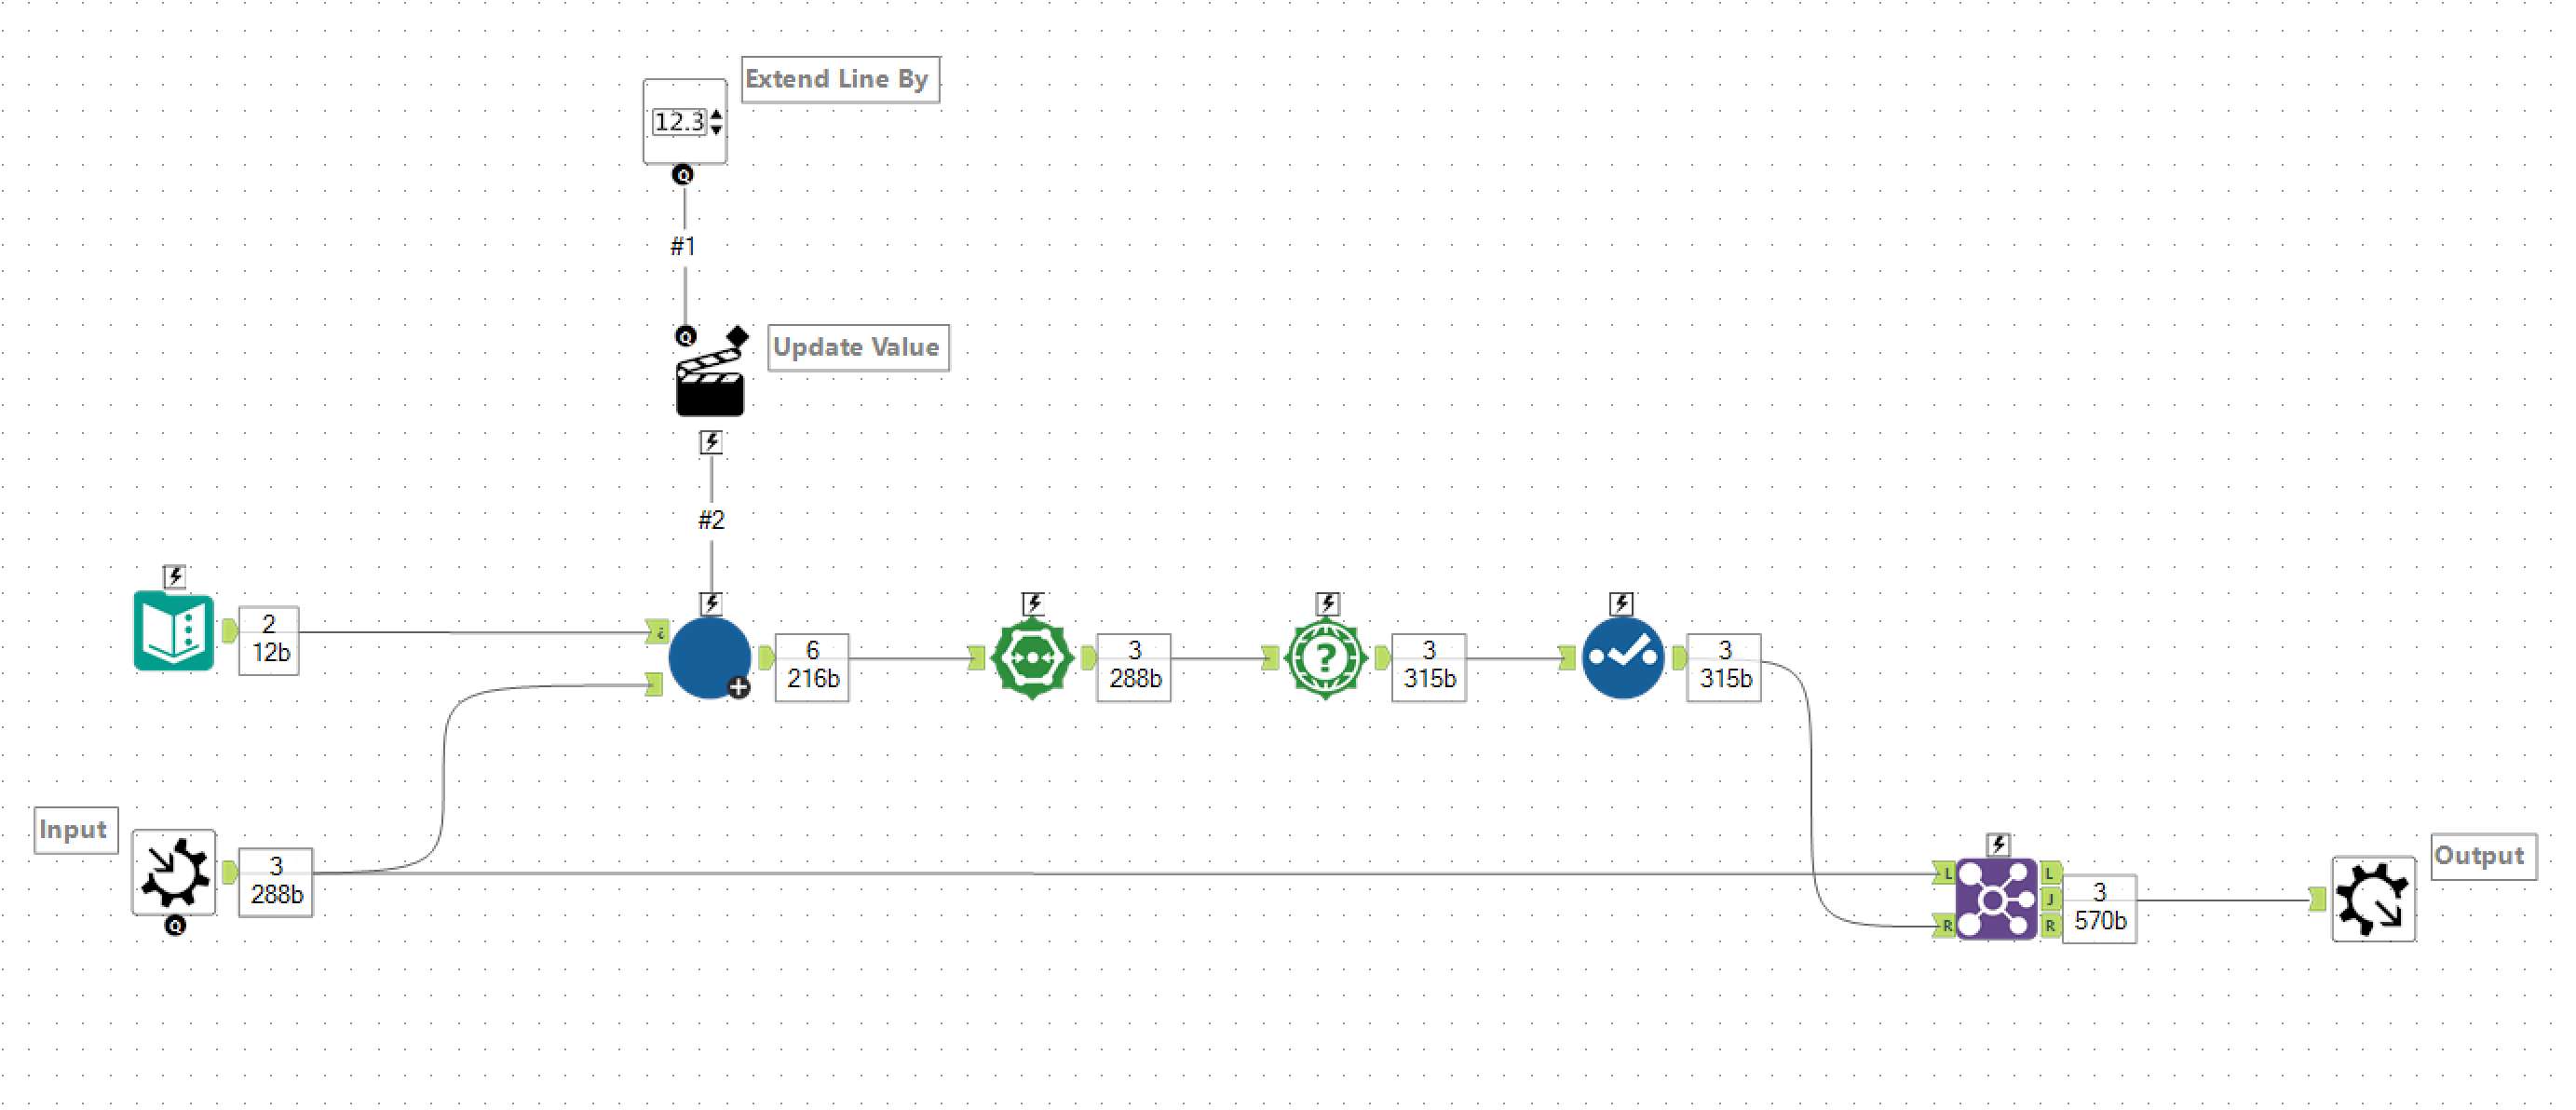 Extend Line By
12.3
Q
#1
Q
Update Value
#2
2
12b
¿
6
216b
3
288b
?
3
315b
3
315b
Input
3
288b
Q
L
R
L
J
R
3
570b
Output